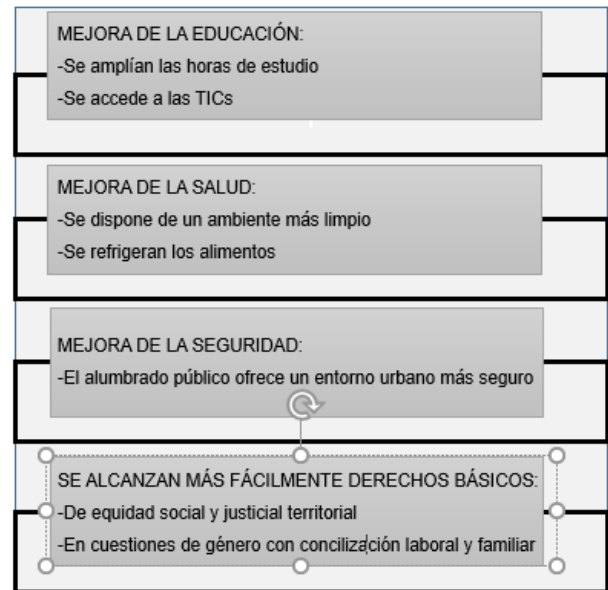 MEJORA DE LA EDUCACIÓN:
-Se amplían las horas de estudio
-Se accede a las TICs
MEJORA DE LA SALUD:
-Se dispone de un ambiente más limpio
-Se refrigeran los alimentos
MEJORA DE LA SEGURIDAD:
-El alumbrado público ofrece un entorno urbano más seguro
SE ALCANZAN MÁS FÁCILMENTE DERECHOS BÁSICOS:
-De equidad social y justicial territorial
-En cuestiones de género con concilización laboral y familiar